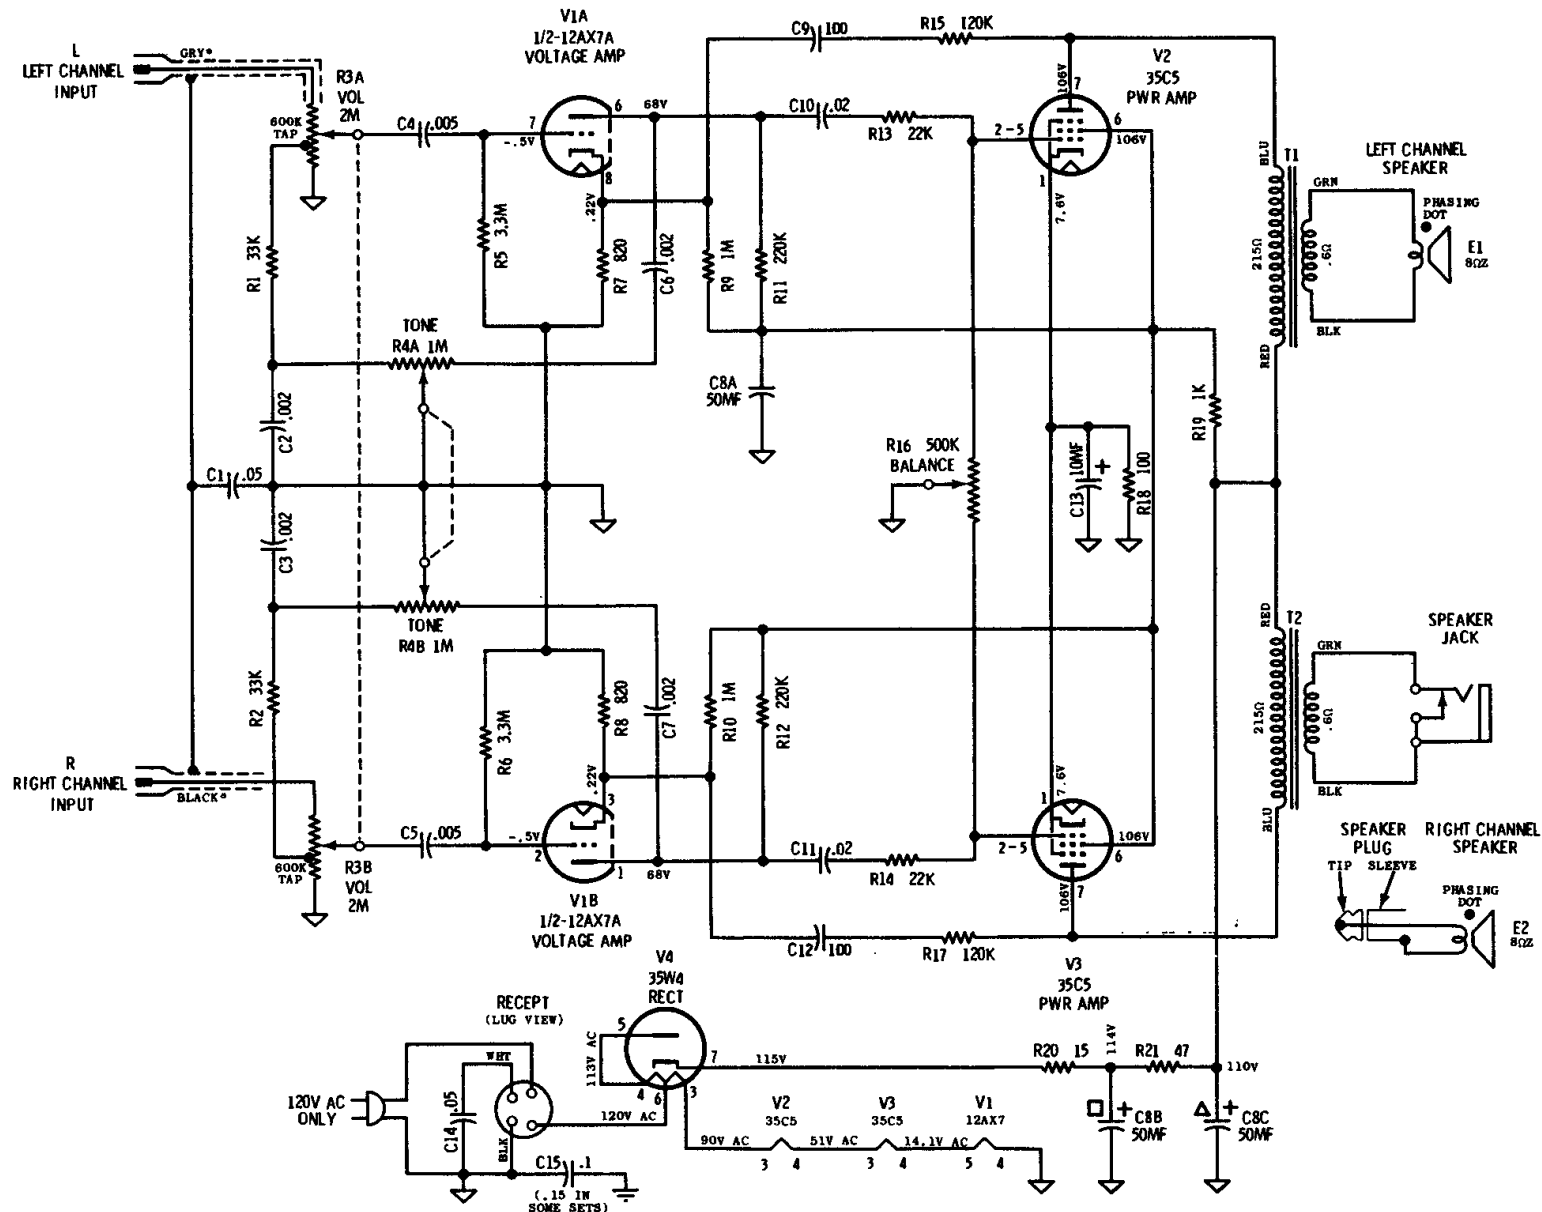 V1A
1/2-12AX7A
VOLTAGE AMP
C9 100
R15 120K
V2
35C5
PWR AMP
L
LEFT CHANNEL
INPUT
GRY*
R3A
VOL
2M
600K
TAP
C4 .005
7
-.5V
6
68V
8
.22V
C10 .02
R13 22K
2-5
106V
7
6
106V
1
7.6V
BLU
T1
LEFT CHANNEL
SPEAKER
GRN
PHASING
DOT
E1
8ΩZ
215Ω
.6Ω
BLK
RED
R1 33K
R5 3.3M
R7 820
C6 .002
R9 1M
R11 220K
TONE
R4A 1M
C8A
50MF
R19 1K
C2 .002
C1 .05
C3 .002
R16 500K
BALANCE
C13 10MF
+
R18 100
TONE
R4B 1M
RED
T2
SPEAKER
JACK
GRN
215Ω
.6Ω
BLK
BLU
R2 33K
R6 3.3M
R8 820
C7 .002
R10 1M
R12 220K
R
RIGHT CHANNEL
INPUT
BLACK*
600K
TAP
R3B
VOL
2M
C5 .005
-.5V
2
.22V
3
1
68V
C11 .02
R14 22K
2-5
1
7.6V
106V
6
7
106V
V1B
1/2-12AX7A
VOLTAGE AMP
C12 100
R17 120K
V3
35C5
PWR AMP
SPEAKER
PLUG
TIP SLEEVE
RIGHT CHANNEL
SPEAKER
PHASING
DOT
E2
8ΩZ
V4
35W4
RECT
RECEPT
(LUG VIEW)
5
113V AC
7
115V
4
6
3
R20 15
114V
R21 47
110V
120V AC
ONLY
WHT
C14 .05
BLK
120V AC
C15 .1
(.15 IN
SOME SETS)
90V AC
V2
35C5
3 4
51V AC
V3
35C5
3 4
14.1V AC
V1
12AX7
5 4
+
C8B
50MF
+
C8C
50MF